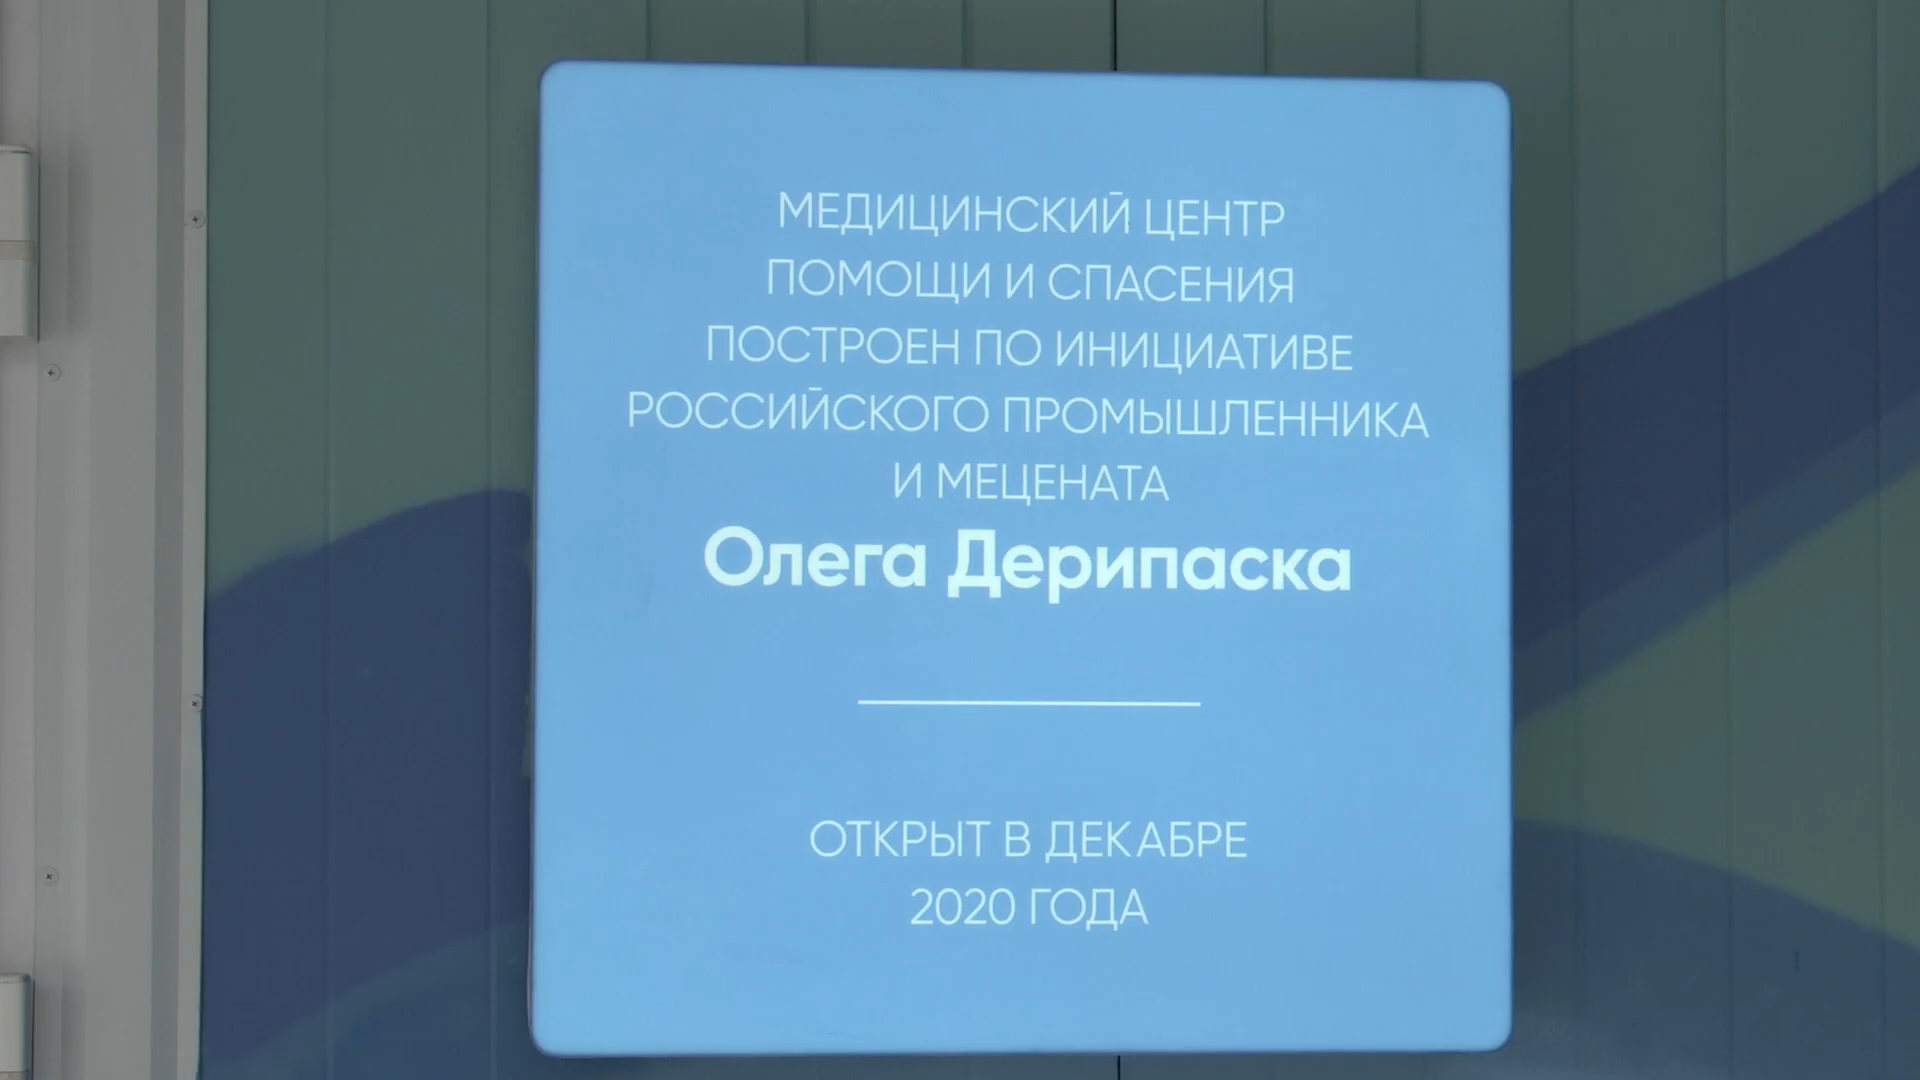 МЕДИЦИНСКИЙ ЦЕНТР
ПОМОЩИ И СПАСЕНИЯ
ПОСТРОЕН ПО ИНИЦИАТИВЕ
РОССИЙСКОГО ПРОМЫШЛЕННИКА
И МЕЦЕНАТА
Олега Дерипаска
ОТКРЫТ В ДЕКАБРЕ
2020 ГОДА